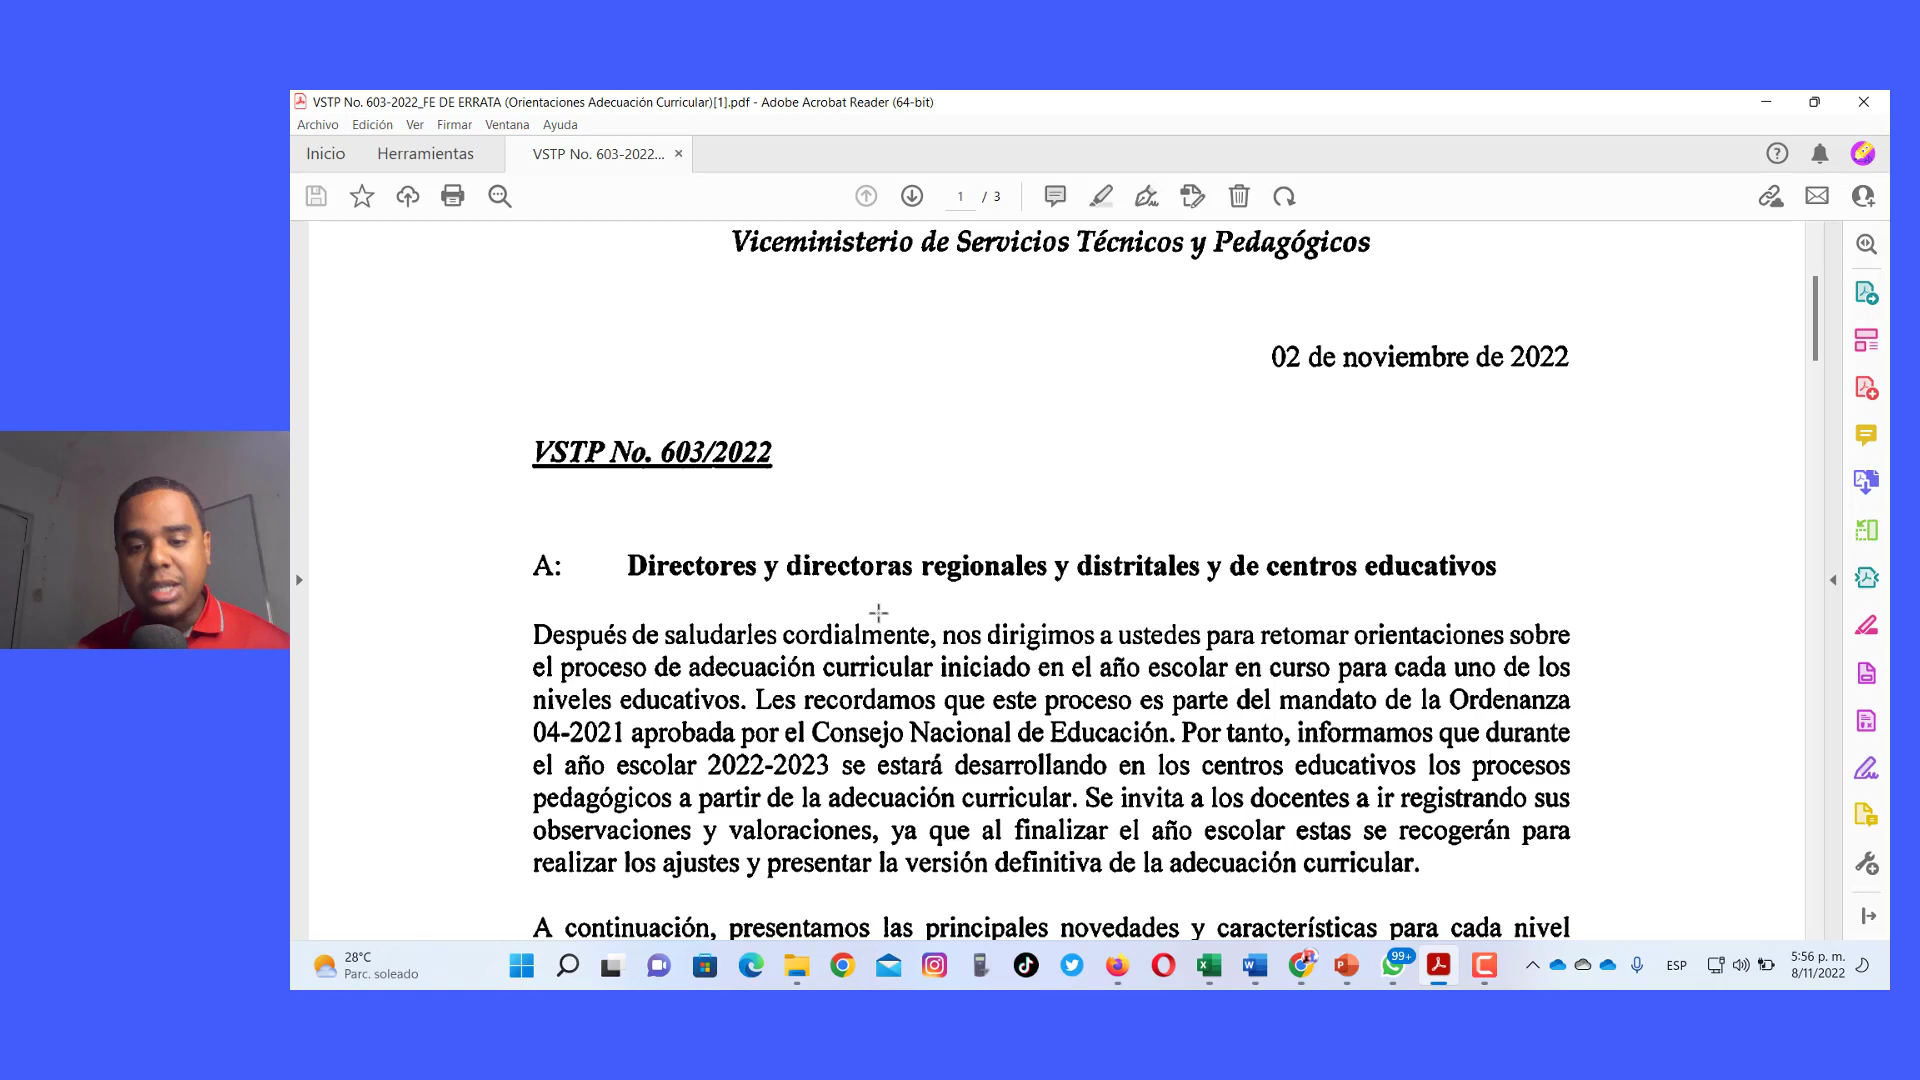 VSTP No. 603-2022_FE DE ERRATA (Orientaciones Adecuación Curricular)[1].pdf - Adobe Acrobat Reader (64-bit)
Archivo Edición Ver Firmar Ventana Ayuda
Inicio Herramientas VSTP No. 603-2022... ×
1 / 3
Viceministerio de Servicios Técnicos y Pedagógicos
02 de noviembre de 2022
VSTP No. 603/2022
A: Directores y directoras regionales y distritales y de centros educativos
Después de saludarles cordialmente, nos dirigimos a ustedes para retomar orientaciones sobre
el proceso de adecuación curricular iniciado en el año escolar en curso para cada uno de los
niveles educativos. Les recordamos que este proceso es parte del mandato de la Ordenanza
04-2021 aprobada por el Consejo Nacional de Educación. Por tanto, informamos que durante
el año escolar 2022-2023 se estará desarrollando en los centros educativos los procesos
pedagógicos a partir de la adecuación curricular. Se invita a los docentes a ir registrando sus
observaciones y valoraciones, ya que al finalizar el año escolar estas se recogerán para
realizar los ajustes y presentar la versión definitiva de la adecuación curricular.
A continuación, presentamos las principales novedades y características para cada nivel
28°C
Parc. soleado
99+
ESP
5:56 p. m.
8/11/2022